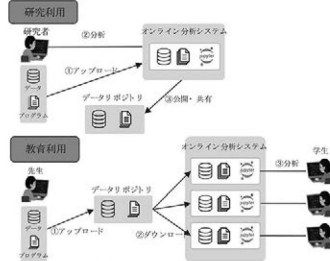 研究利用
研究者
オンライン分析システム
②分析
①アップロード
データ
プログラム
データリポジトリ
③公開・共有
教育利用
先生
オンライン分析システム
学生
データリポジトリ
③分析
データ
①アップロード
②ダウンロード
プログラム